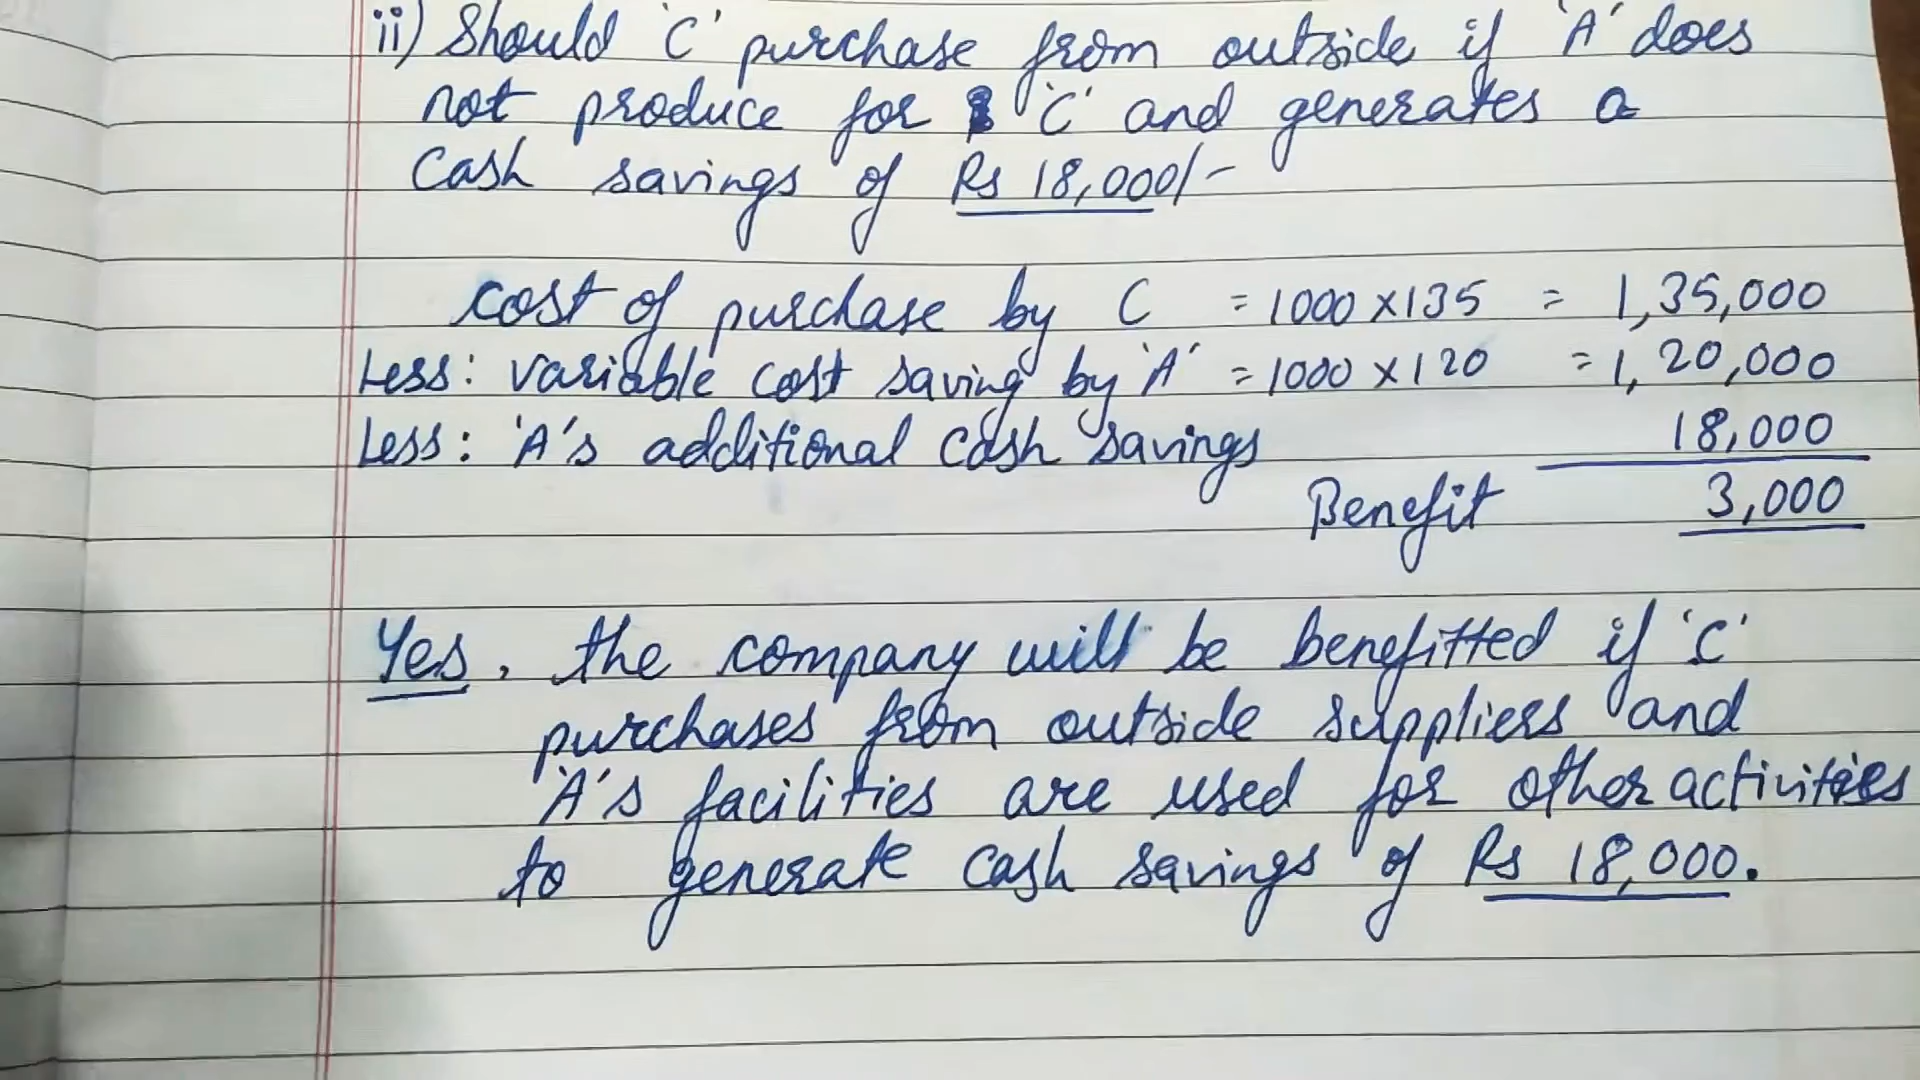 ii) Should 'C' purchase from outside if 'A' does
not produce for 'C' and generates a
Cash savings of Rs 18,000/-
Cost of purchase by C = 1000 x 135 = 1,35,000
Less: variable cost saving by 'A' = 1000 x 120 = 1,20,000
Less: 'A's additional cash savings 18,000
Benefit 3,000
Yes, the company will be benefitted if 'C'
purchases from outside suppliers and
'A's facilities are used for other activities
to generate cash savings of Rs 18,000.